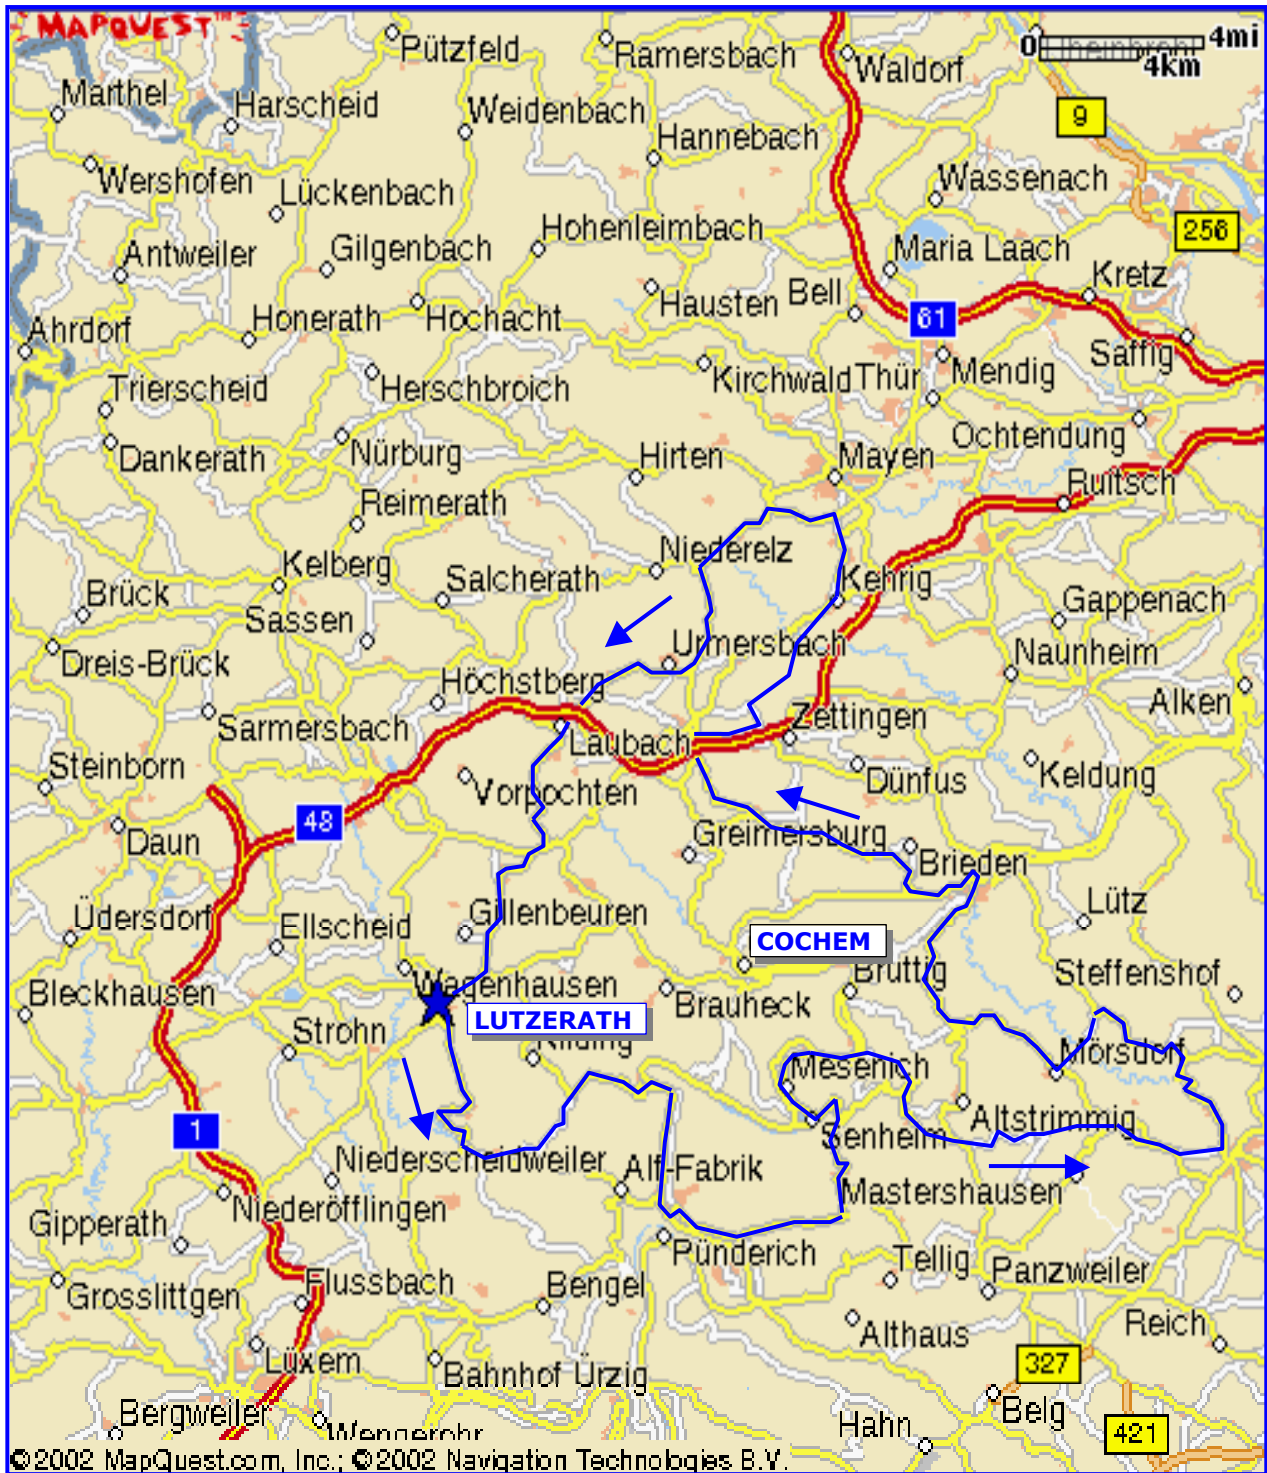 MAPQUEST™
Pützfeld
Ramersbach
Waldorf
0 4mi
4km
Marthel
Harscheid
Weidenbach
Hannebach
9
Wershofen
Lückenbach
Wassenach
256
Antweiler
Gilgenbach
Hohenleimbach
Maria Laach
Kretz
Ahrdorf
Honerath
Hochacht
Hausten
Bell
61
Saffig
Trierscheid
Herschbroich
Kirchwald
Thür
Mendig
Dankerath
Nürburg
Hirten
Mayen
Ochtendung
Reimerath
Ruitsch
Niederelz
Kelberg
Salcherath
Kehrig
Brück
Sassen
Gappenach
Dreis-Brück
Urmersbach
Naunheim
Höchstberg
Alken
Sarmersbach
Laubach
Zettingen
Steinborn
Vorpochten
Dünfus
Keldung
48
Daun
Greimersburg
Brieden
Üdersdorf
Ellscheid
Gillenbeuren
Lütz
COCHEM
Bruttig
Steffenshof
Bleckhausen
Wagenhausen
Brauheck
LUTZERATH
Strohn
Mörsdorf
Mesenich
1
Altstrimmig
Senheim
Niederscheidweiler
Alf-Fabrik
Mastershausen
Gipperath
Niederöfflingen
Pünderich
Tellig
Panzweiler
Grosslittgen
Flussbach
Bengel
Althaus
Reich
Lüxem
Bahnhof Ürzig
327
Bergweiler
Hahn
Belg
421
©2002 MapQuest.com, Inc.; ©2002 Navigation Technologies B.V.